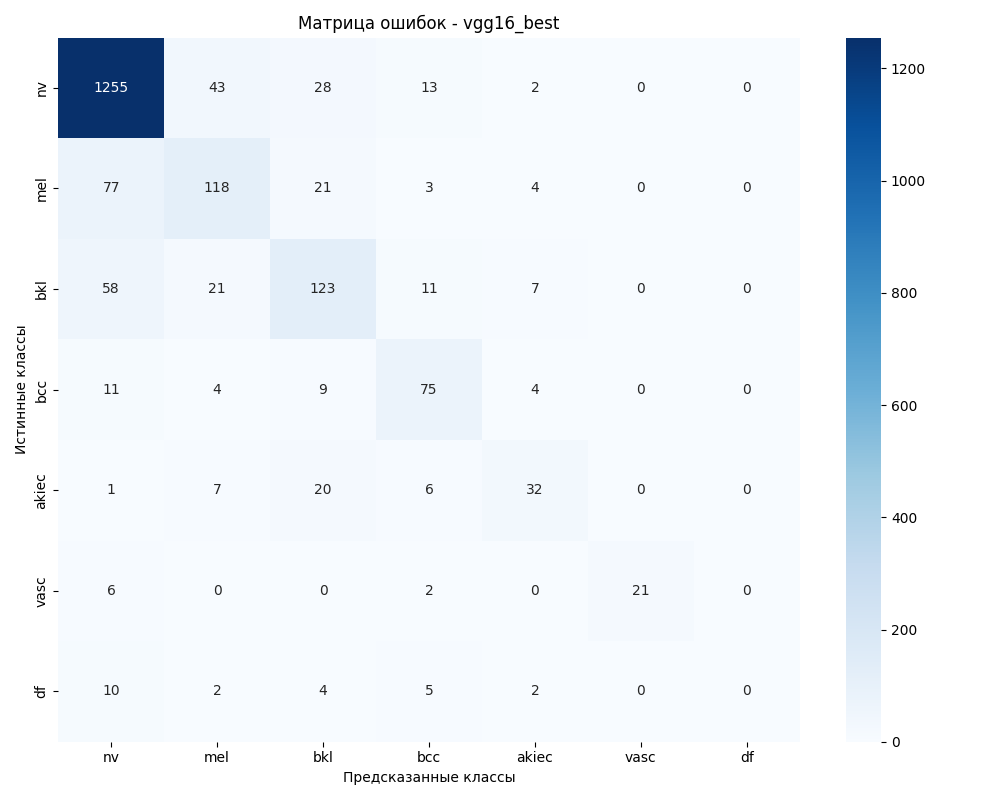 Матрица ошибок - vgg16_best
nv 1255 43 28 13 2 0 0
mel 77 118 21 3 4 0 0
bkl 58 21 123 11 7 0 0
bcc 11 4 9 75 4 0 0
akiec 1 7 20 6 32 0 0
vasc 6 0 0 2 0 21 0
df 10 2 4 5 2 0 0
nv mel bkl bcc akiec vasc df
Истинные классы
Предсказанные классы
1200
1000
800
600
400
200
0